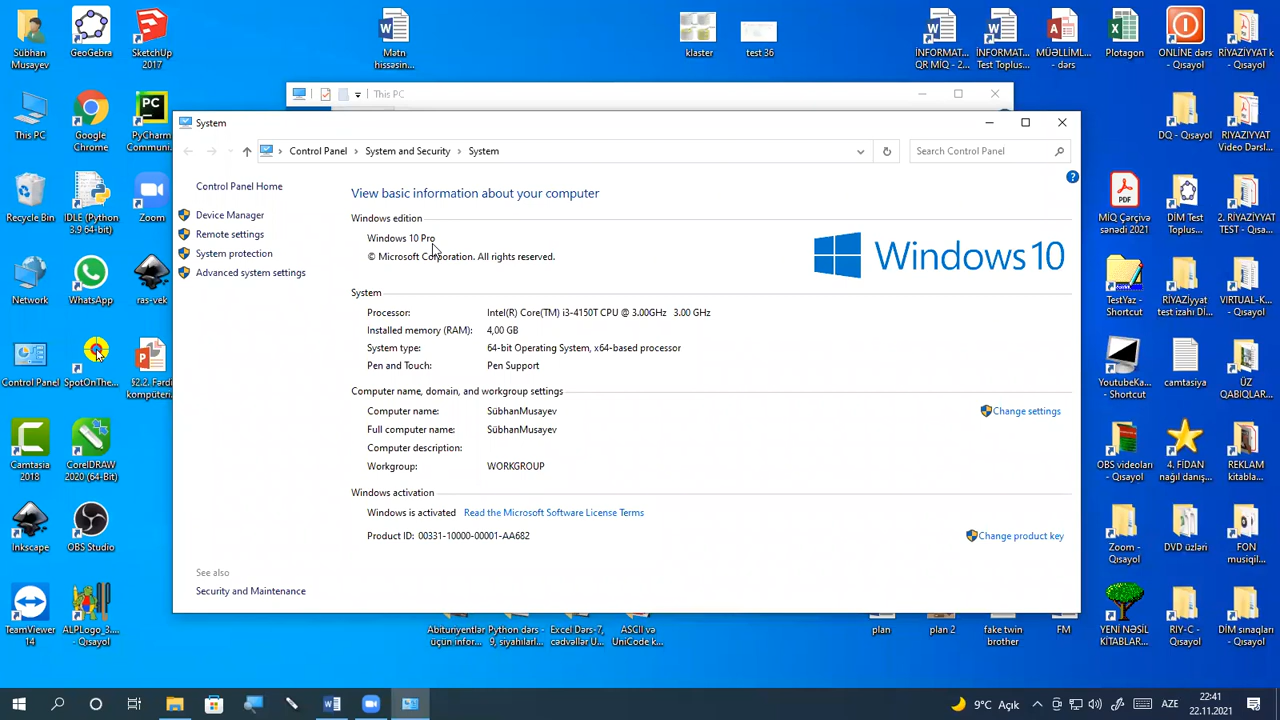 Sübhan
Musayev
GeoGebra
SketchUp
2017
Mətn
hissəsin...
klaster
test 36
İNFORMAT...
QR MİQ - 2...
İNFORMAT...
Test Toplus...
MÜƏLLİML...
- dərs
Plotagon
ONLİNE dərs
- Qısayol
RİYAZİYYAT k
- Qısayol
This PC
Google
Chrome
PyCharm
Communi...
DQ - Qısayol
RİYAZİYYAT
Video Dərsl...
Recycle Bin
IDLE (Python
3.9 64-bit)
Zoom
MİQ Çərçivə
sənədi 2021
DİM Test
Toplus...
2. RİYAZİYYAT
TEST - Qısayol
Network
WhatsApp
ras-vek
TestYaz -
Shortcut
RİYAZİyyat
test izahı Dİ...
VIRTUAL-K...
- Qısayol
Control Panel
SpotOnThe...
§2.2. Fərdi
kompüteri...
YoutubeKa...
- Shortcut
camtasiya
ÜZ
QABIQLAR...
Camtasia
2018
CorelDRAW
2020 (64-Bit)
OBS videoları
- Qısayol
4. FİDAN
nağıl danış...
REKLAM
kitabla...
Inkscape
OBS Studio
Zoom -
Qısayol
DVD üzləri
FON
musiqil...
TeamViewer
14
ALPLogo_3....
- Qısayol
Abituriyentlər
üçün infor...
Python dərs -
9, siyahılarl...
Excel Dərs-7,
cədvəllər Ü...
ASCII və
UniCode k...
plan
plan 2
fake twin
brother
FM
YENİ NƏSİL
KİTABLAR...
RİY-C -
Qısayol
DİM sınaqları
- Qısayol
This PC
System
Control Panel
System and Security
System
Search Control Panel
Control Panel Home
Device Manager
Remote settings
System protection
Advanced system settings
View basic information about your computer
Windows edition
Windows 10 Pro
© Microsoft Corporation. All rights reserved.
Windows 10
System
Processor: Intel(R) Core(TM) i3-4150T CPU @ 3.00GHz 3.00 GHz
Installed memory (RAM): 4,00 GB
System type: 64-bit Operating System, x64-based processor
Pen and Touch: Pen Support
Computer name, domain, and workgroup settings
Computer name: SübhanMusayev
Change settings
Full computer name: SübhanMusayev
Computer description:
Workgroup: WORKGROUP
Windows activation
Windows is activated Read the Microsoft Software License Terms
Product ID: 00331-10000-00001-AA682
Change product key
See also
Security and Maintenance
9°C Açık
AZE
22:41
22.11.2021